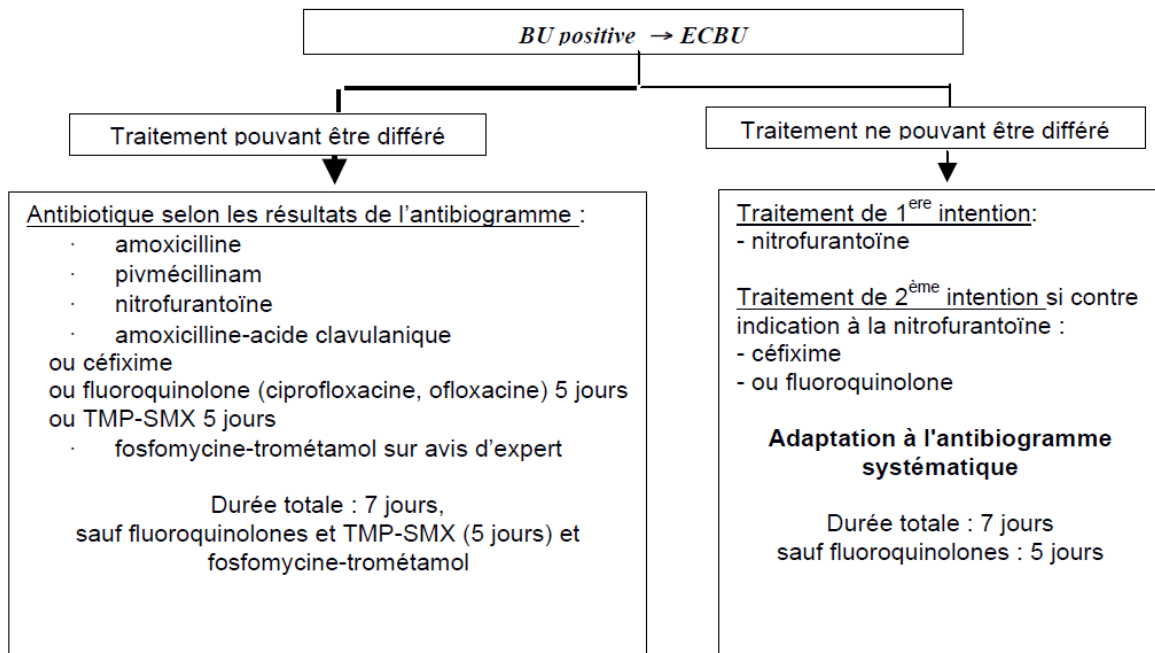 BU positive → ECBU
Traitement pouvant être différé
Antibiotique selon les résultats de l'antibiogramme :
· amoxicilline
· pivmécillinam
· nitrofurantoïne
· amoxicilline-acide clavulanique
ou céfixime
ou fluoroquinolone (ciprofloxacine, ofloxacine) 5 jours
ou TMP-SMX 5 jours
· fosfomycine-trométamol sur avis d'expert
Durée totale : 7 jours,
sauf fluoroquinolones et TMP-SMX (5 jours) et
fosfomycine-trométamol
Traitement ne pouvant être différé
Traitement de 1ere intention:
- nitrofurantoïne
Traitement de 2ème intention si contre
indication à la nitrofurantoïne :
- céfixime
- ou fluoroquinolone
Adaptation à l'antibiogramme
systématique
Durée totale : 7 jours
sauf fluoroquinolones : 5 jours